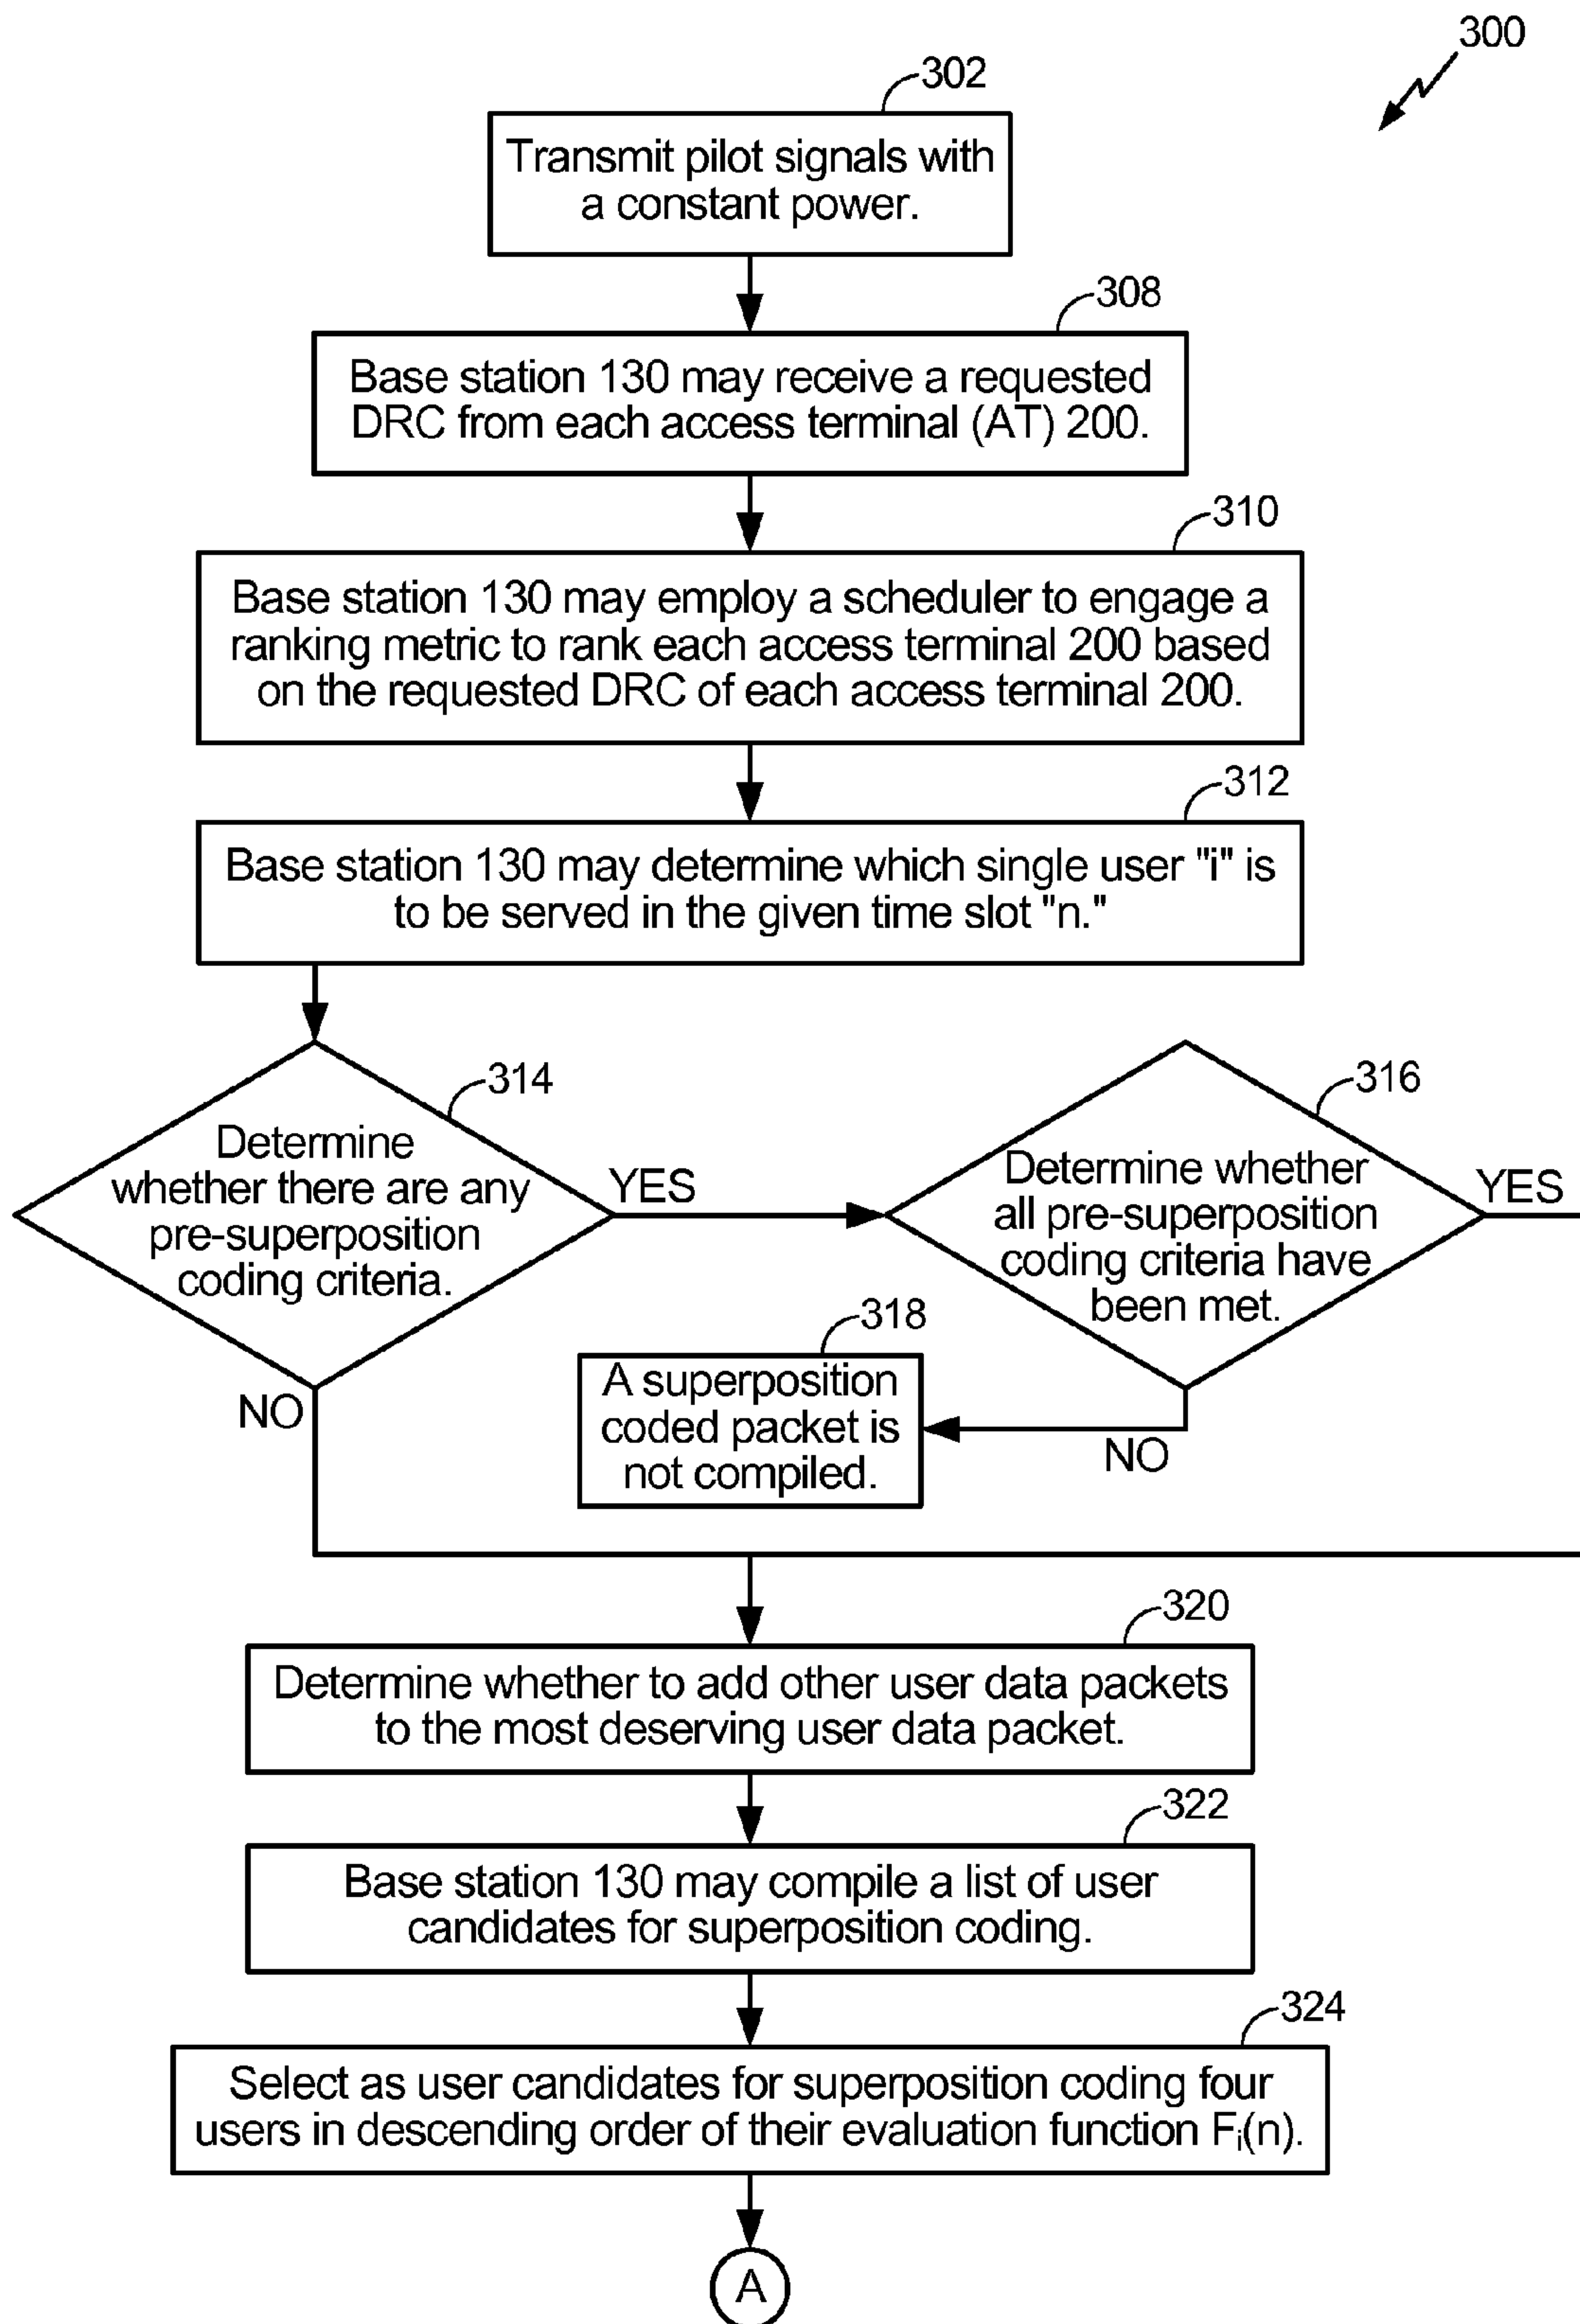 300
302
Transmit pilot signals with
a constant power.
308
Base station 130 may receive a requested
DRC from each access terminal (AT) 200.
310
Base station 130 may employ a scheduler to engage a
ranking metric to rank each access terminal 200 based
on the requested DRC of each access terminal 200.
312
Base station 130 may determine which single user "i" is
to be served in the given time slot "n."
314
Determine
whether there are any
pre-superposition
coding criteria.
YES
NO
316
Determine whether
all pre-superposition
coding criteria have
been met.
YES
NO
318
A superposition
coded packet is
not compiled.
320
Determine whether to add other user data packets
to the most deserving user data packet.
322
Base station 130 may compile a list of user
candidates for superposition coding.
324
Select as user candidates for superposition coding four
users in descending order of their evaluation function Fᵢ(n).
A